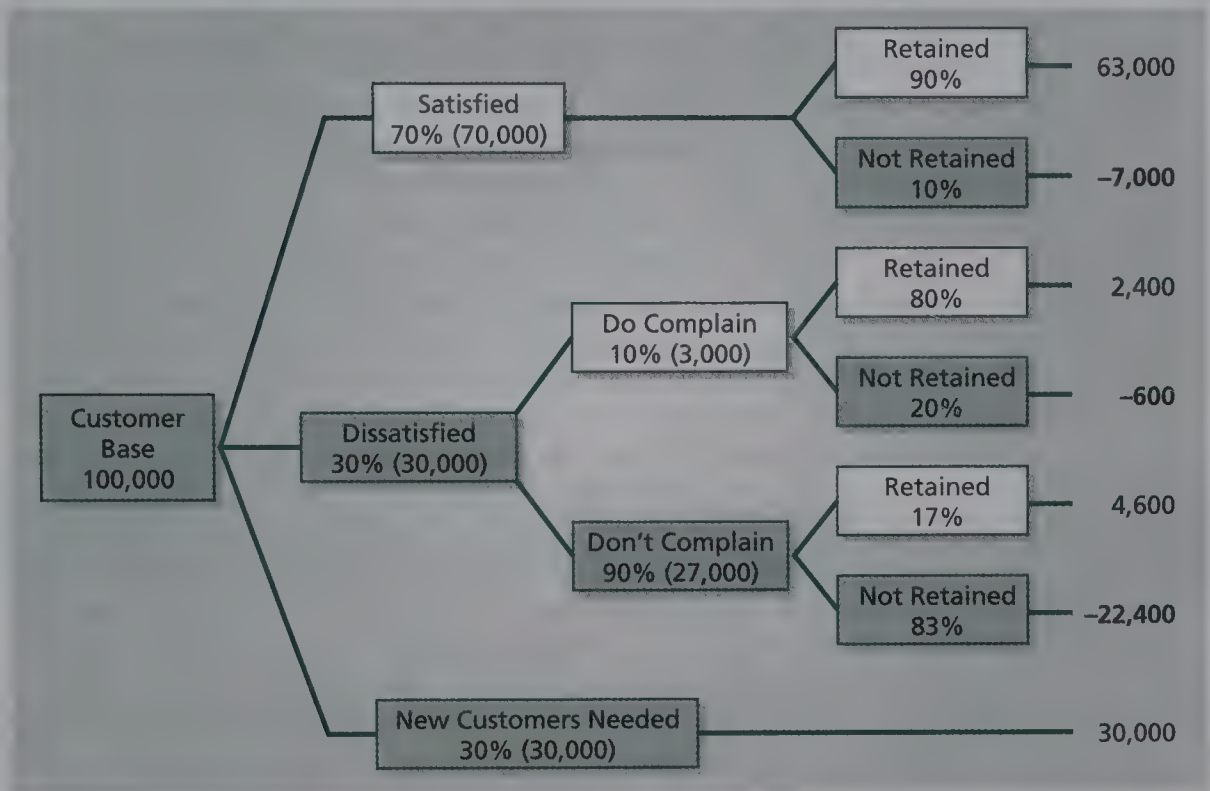 Customer
Base
100,000
Satisfied
70% (70,000)
Retained
90%
63,000
Not Retained
10%
–7,000
Dissatisfied
30% (30,000)
Do Complain
10% (3,000)
Retained
80%
2,400
Not Retained
20%
–600
Don't Complain
90% (27,000)
Retained
17%
4,600
Not Retained
83%
–22,400
New Customers Needed
30% (30,000)
30,000